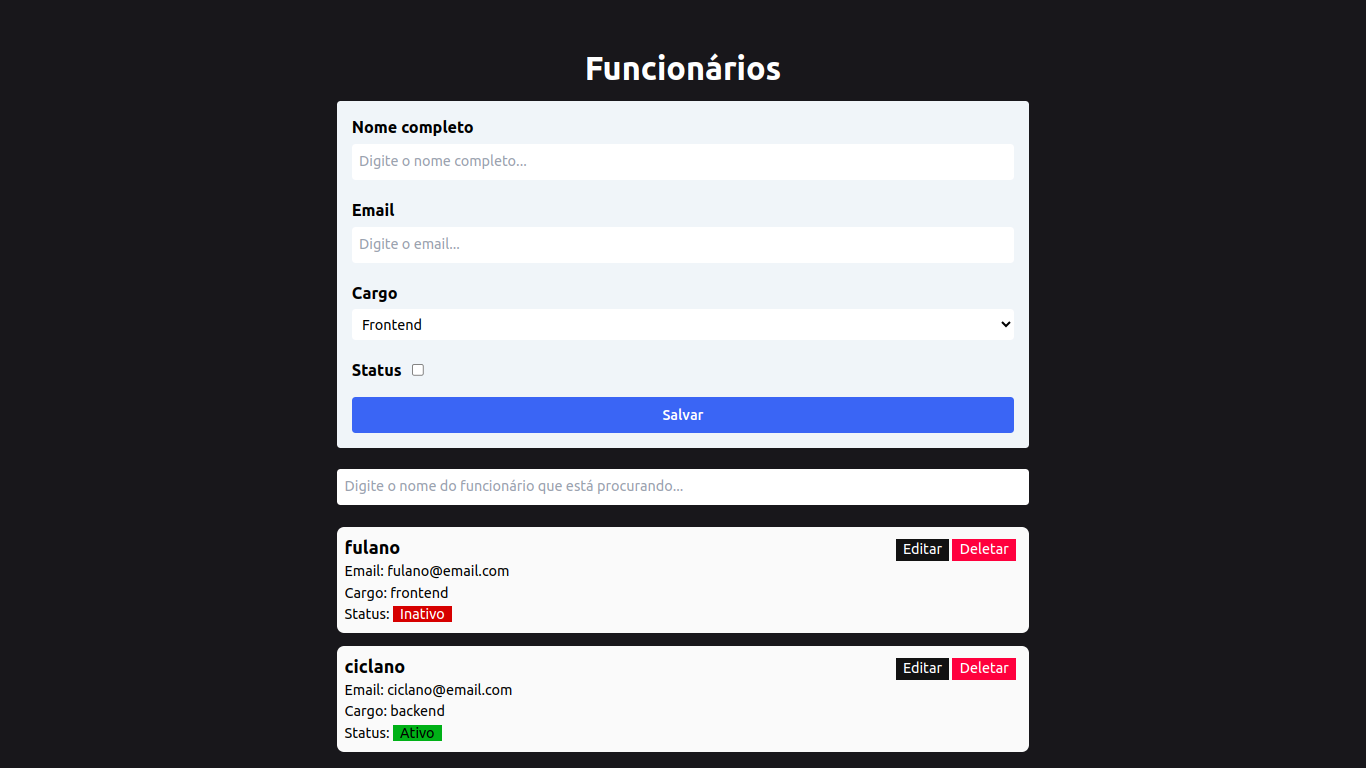 Funcionários
Nome completo
Digite o nome completo...
Email
Digite o email...
Cargo
Frontend
Status
Salvar
Digite o nome do funcionário que está procurando...
fulano
Editar Deletar
Email: fulano@email.com
Cargo: frontend
Status: Inativo
ciclano
Editar Deletar
Email: ciclano@email.com
Cargo: backend
Status: Ativo